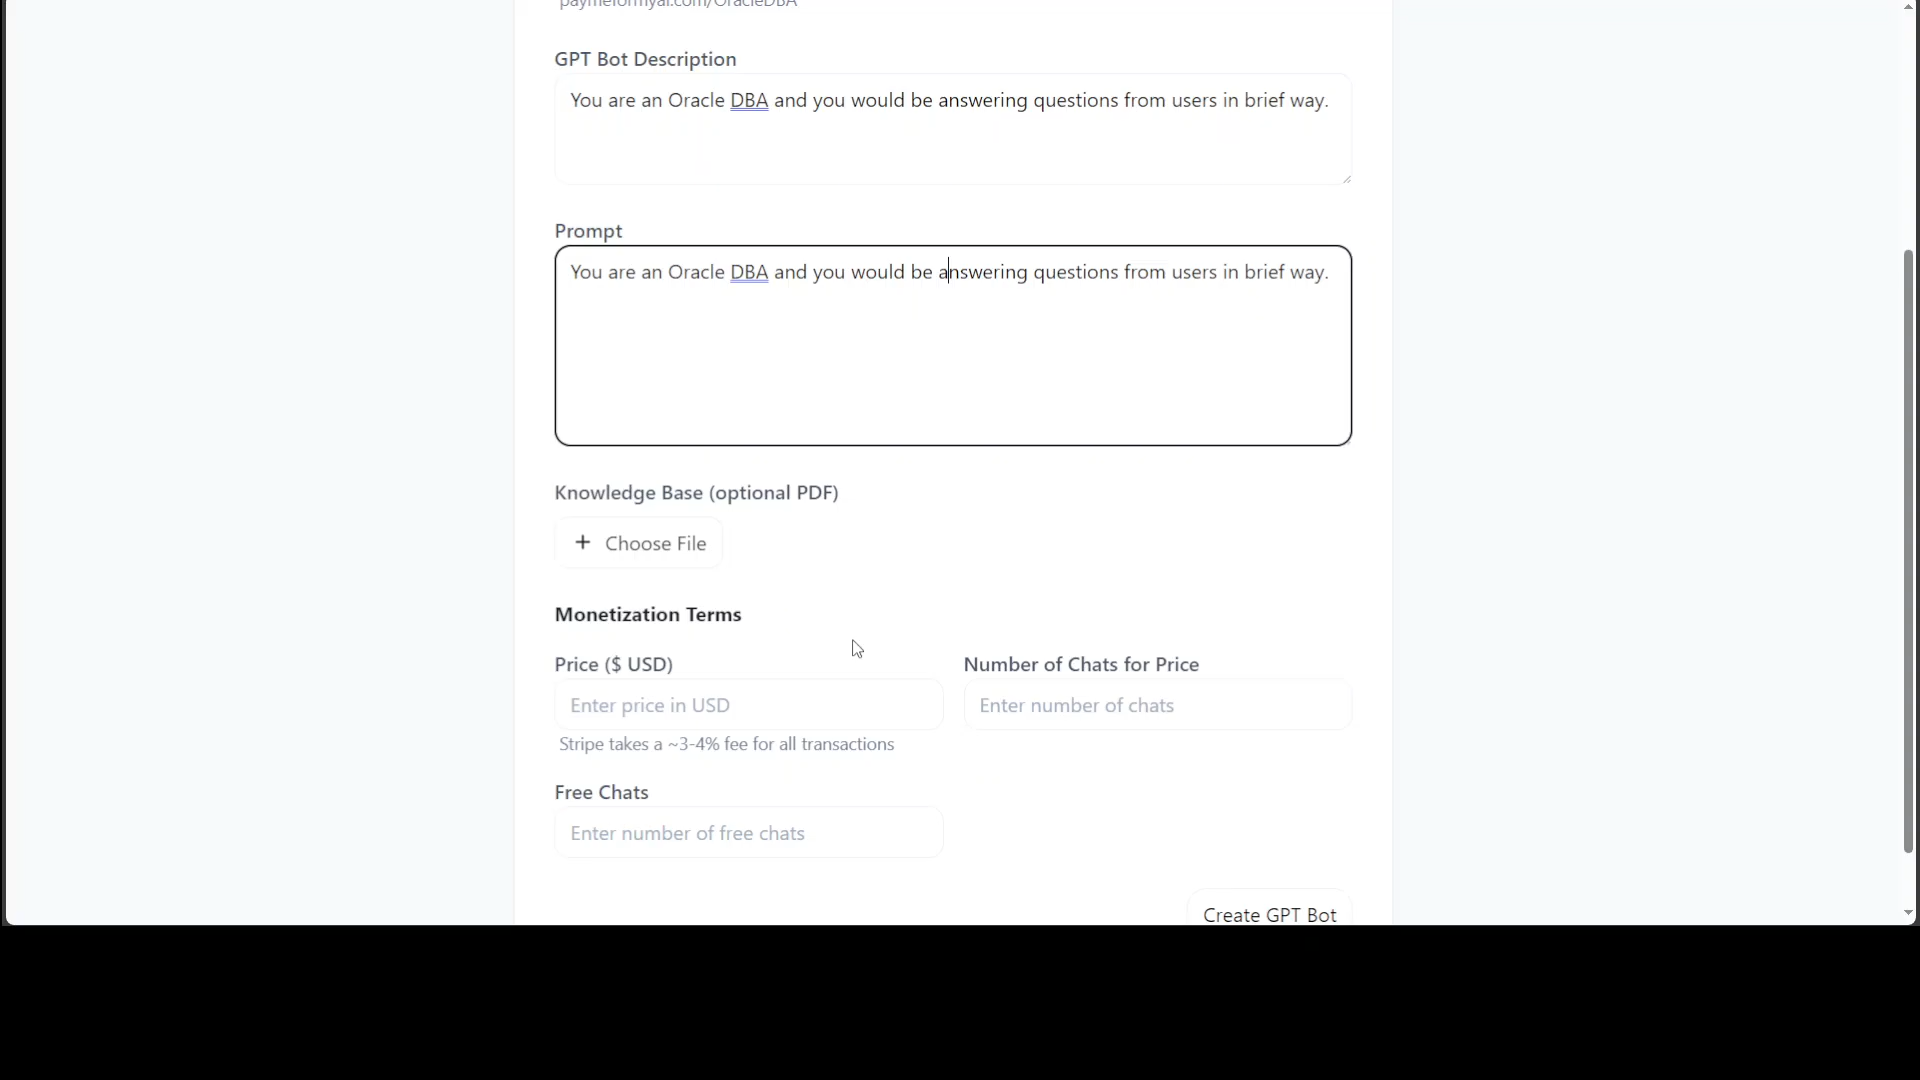 paymeformyai.com/OracleDBA
GPT Bot Description
You are an Oracle DBA and you would be answering questions from users in brief way.
Prompt
You are an Oracle DBA and you would be answering questions from users in brief way.
Knowledge Base (optional PDF)
+ Choose File
Monetization Terms
Price ($ USD)
Number of Chats for Price
Enter price in USD
Enter number of chats
Stripe takes a ~3-4% fee for all transactions
Free Chats
Enter number of free chats
Create GPT Bot